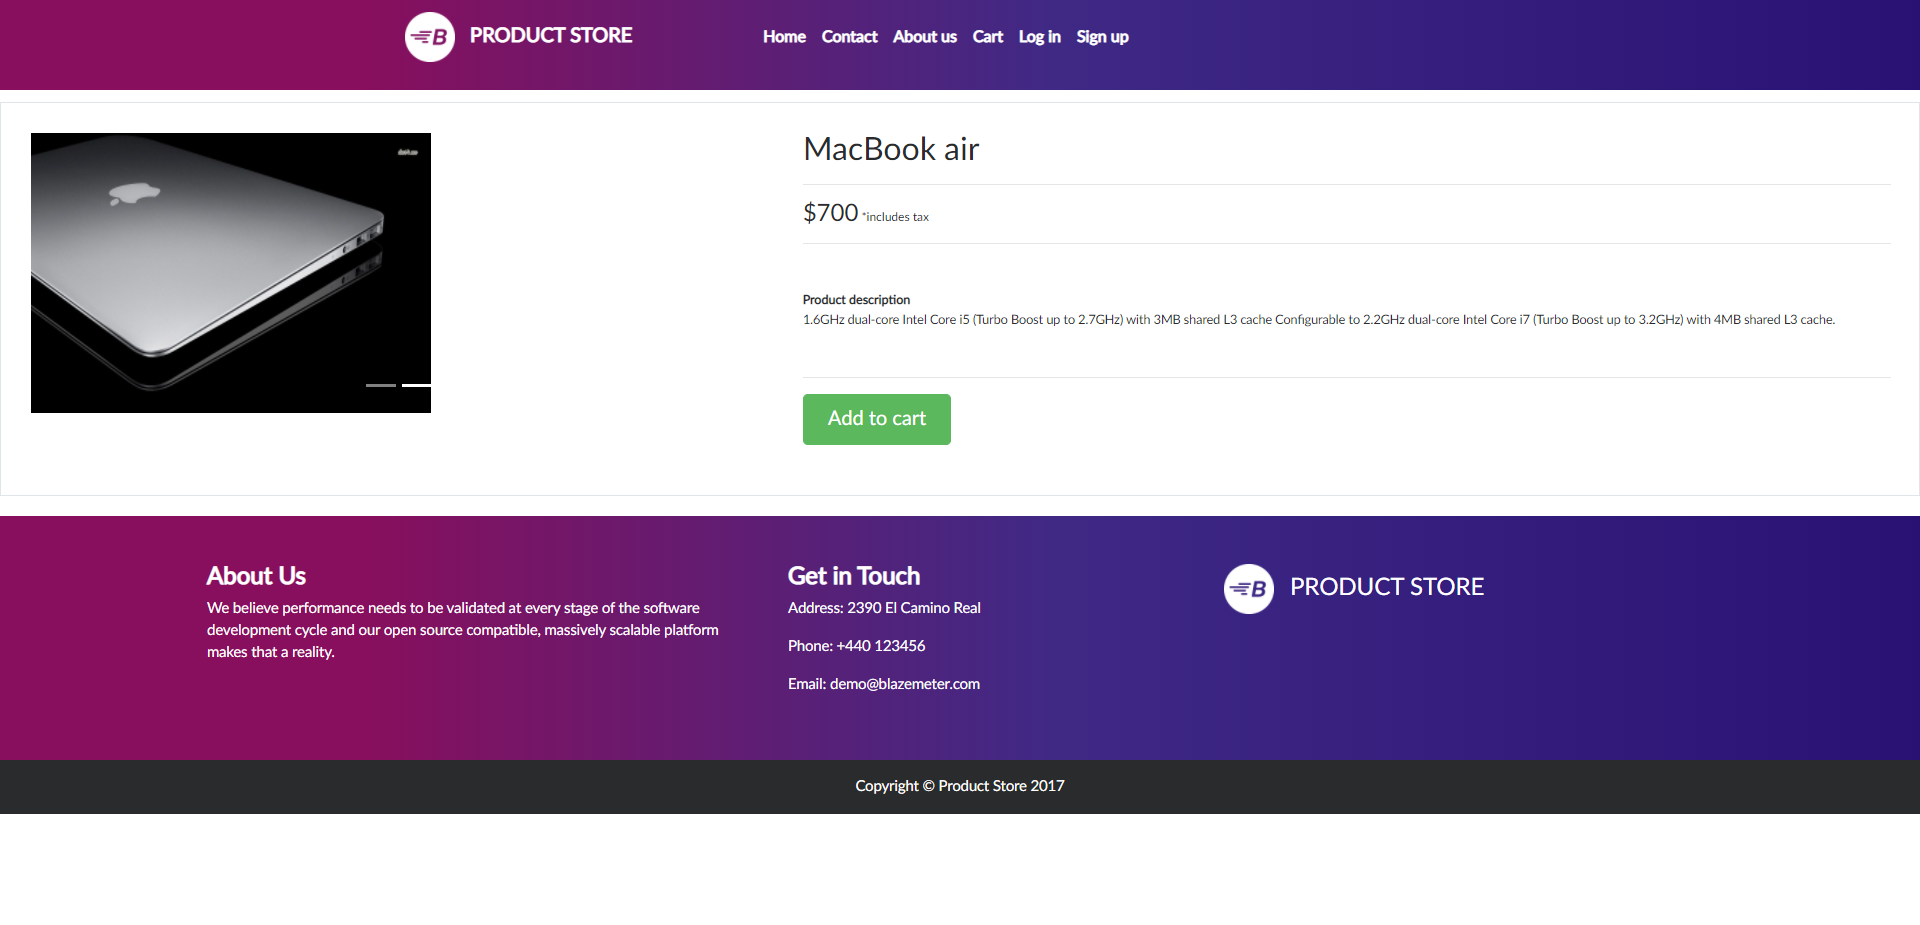 PRODUCT STORE
Home Contact About us Cart Log in Sign up
MacBook air
$700 *includes tax
Product description
1.6GHz dual-core Intel Core i5 (Turbo Boost up to 2.7GHz) with 3MB shared L3 cache Configurable to 2.2GHz dual-core Intel Core i7 (Turbo Boost up to 3.2GHz) with 4MB shared L3 cache.
Add to cart
About Us
We believe performance needs to be validated at every stage of the software
development cycle and our open source compatible, massively scalable platform
makes that a reality.
Get in Touch
Address: 2390 El Camino Real
Phone: +440 123456
Email: demo@blazemeter.com
B PRODUCT STORE
Copyright © Product Store 2017